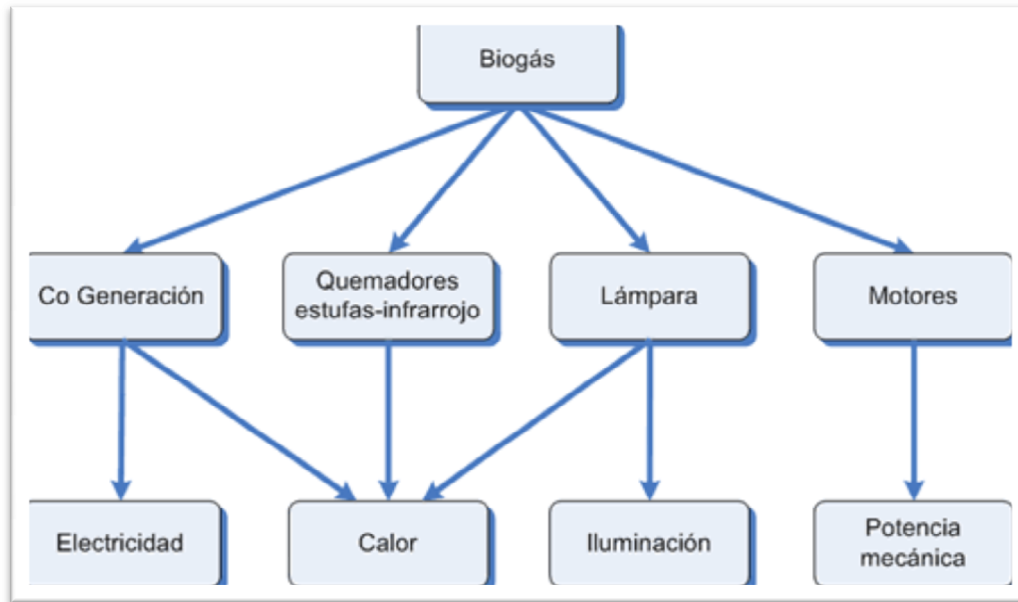 Biogás
Co Generación
Quemadores
estufas-infrarrojo
Lámpara
Motores
Electricidad
Calor
Iluminación
Potencia
mecánica